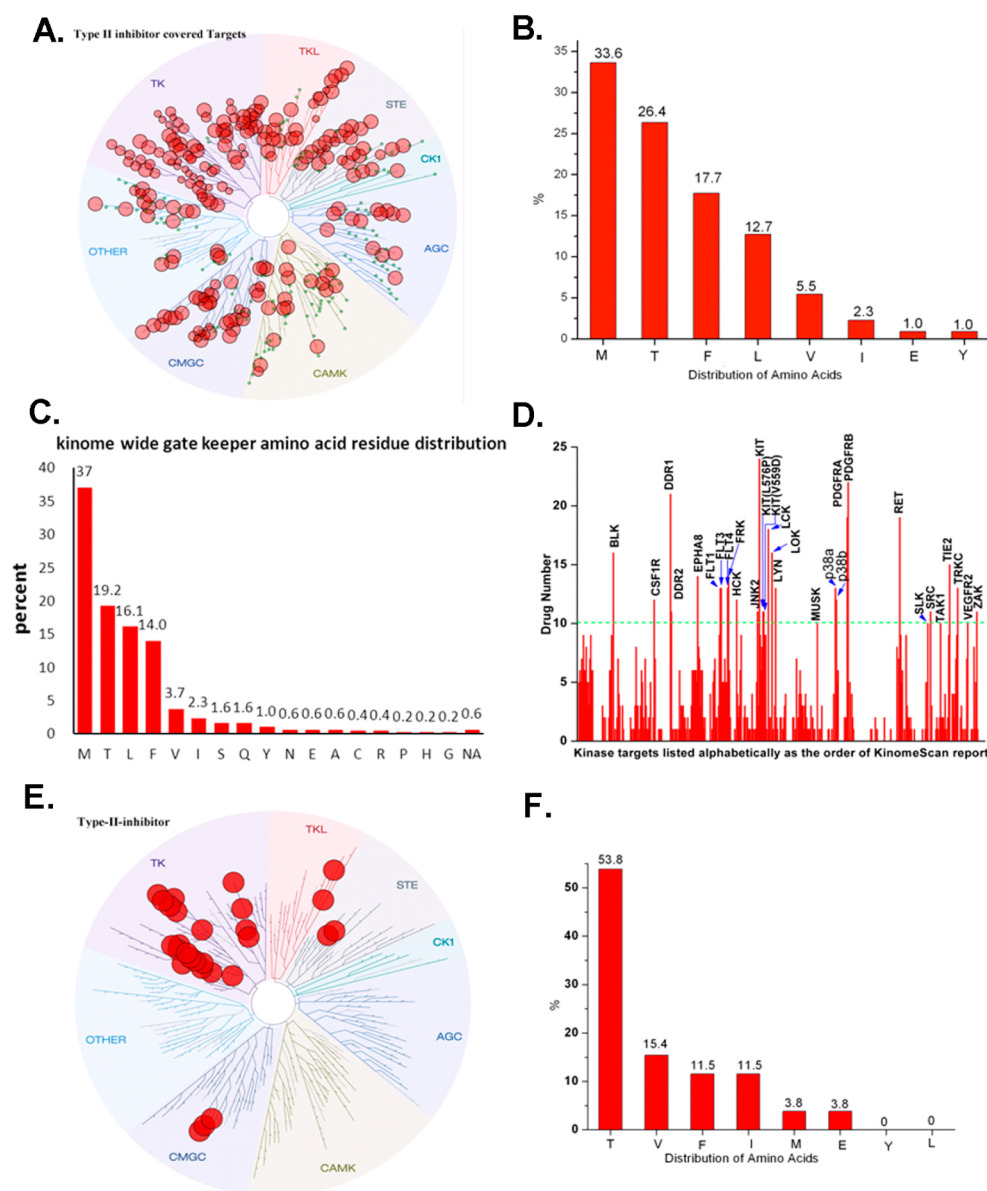 A.
Type II inhibitor covered Targets
TKL
TK
STE
CK1
AGC
OTHER
CMGC
CAMK
B.
35
30
25
20
15
10
5
0
%
33.6
26.4
17.7
12.7
5.5
2.3
1.0
1.0
M T F L V I E Y
Distribution of Amino Acids
C.
kinome wide gate keeper amino acid residue distribution
40
35
30
25
20
15
10
5
0
percent
37
19.2
16.1
14.0
3.7
2.3
1.6
1.6
1.0
0.6
0.6
0.6
0.4
0.4
0.2
0.2
0.2
0.6
M T L F V I S Q Y N E A C R P H G NA
D.
25
20
15
10
5
0
Drug Number
BLK
CSF1R
DDR1
DDR2
EPHA8
FLT1
FLT3
FLT4
FRK
HCK
JNK2
KIT
KIT(L576P)
KIT(V559D)
LCK
LOK
LYN
MUSK
p38a
p38b
PDGFRA
PDGFRB
RET
SLK
SRC
TAK1
TIE2
TRKC
VEGFR2
ZAK
Kinase targets listed alphabetically as the order of KinomeScan report
E.
Type-II-inhibitor
TKL
TK
STE
CK1
AGC
OTHER
CMGC
CAMK
F.
50
40
30
20
10
0
%
53.8
15.4
11.5
11.5
3.8
3.8
0
0
T V F I M E Y L
Distribution of Amino Acids